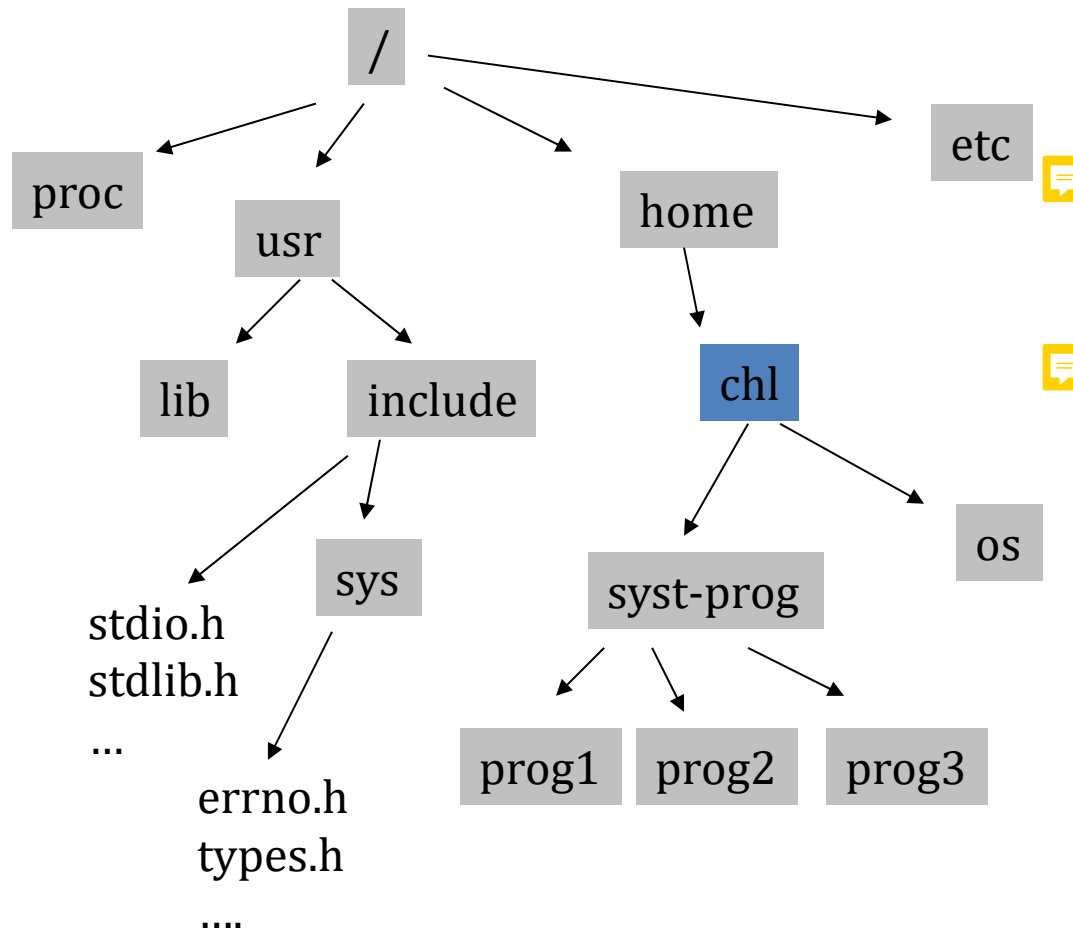 /
etc
proc
home
usr
chl
lib
include
os
sys
syst-prog
stdio.h
stdlib.h
...
prog1
prog2
prog3
errno.h
types.h
....